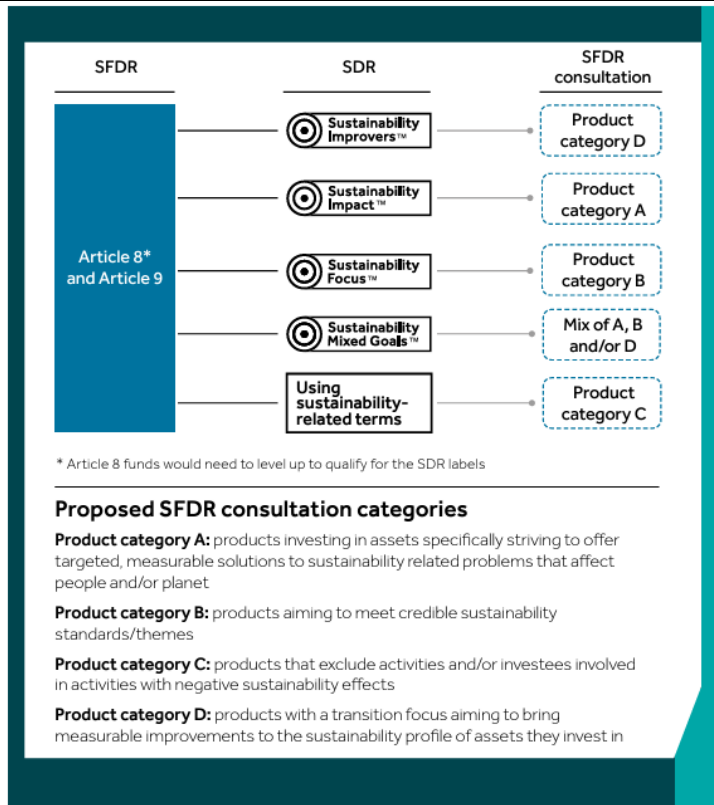 SFDR
SDR
SFDR
consultation
Article 8*
and Article 9
Sustainability
Improvers™
Product
category D
Sustainability
Impact™
Product
category A
Sustainability
Focus™
Product
category B
Sustainability
Mixed Goals™
Mix of A, B
and/or D
Using
sustainability-
related terms
Product
category C
* Article 8 funds would need to level up to qualify for the SDR labels
Proposed SFDR consultation categories
Product category A: products investing in assets specifically striving to offer
targeted, measurable solutions to sustainability related problems that affect
people and/or planet
Product category B: products aiming to meet credible sustainability
standards/themes
Product category C: products that exclude activities and/or investees involved
in activities with negative sustainability effects
Product category D: products with a transition focus aiming to bring
measurable improvements to the sustainability profile of assets they invest in